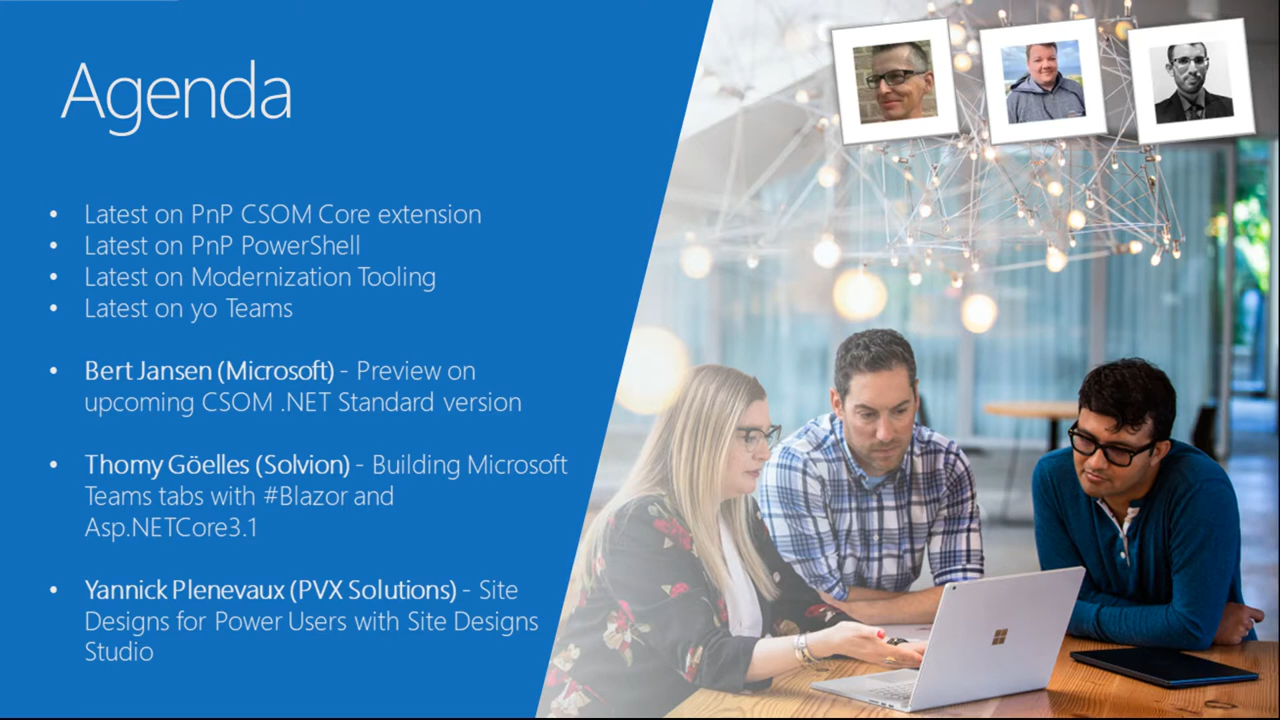 Agenda
• Latest on PnP CSOM Core extension
• Latest on PnP PowerShell
• Latest on Modernization Tooling
• Latest on yo Teams
• Bert Jansen (Microsoft) - Preview on
upcoming CSOM .NET Standard version
• Thomy Göelles (Solvion) - Building Microsoft
Teams tabs with #Blazor and
Asp.NETCore3.1
• Yannick Plenevaux (PVX Solutions) - Site
Designs for Power Users with Site Designs
Studio